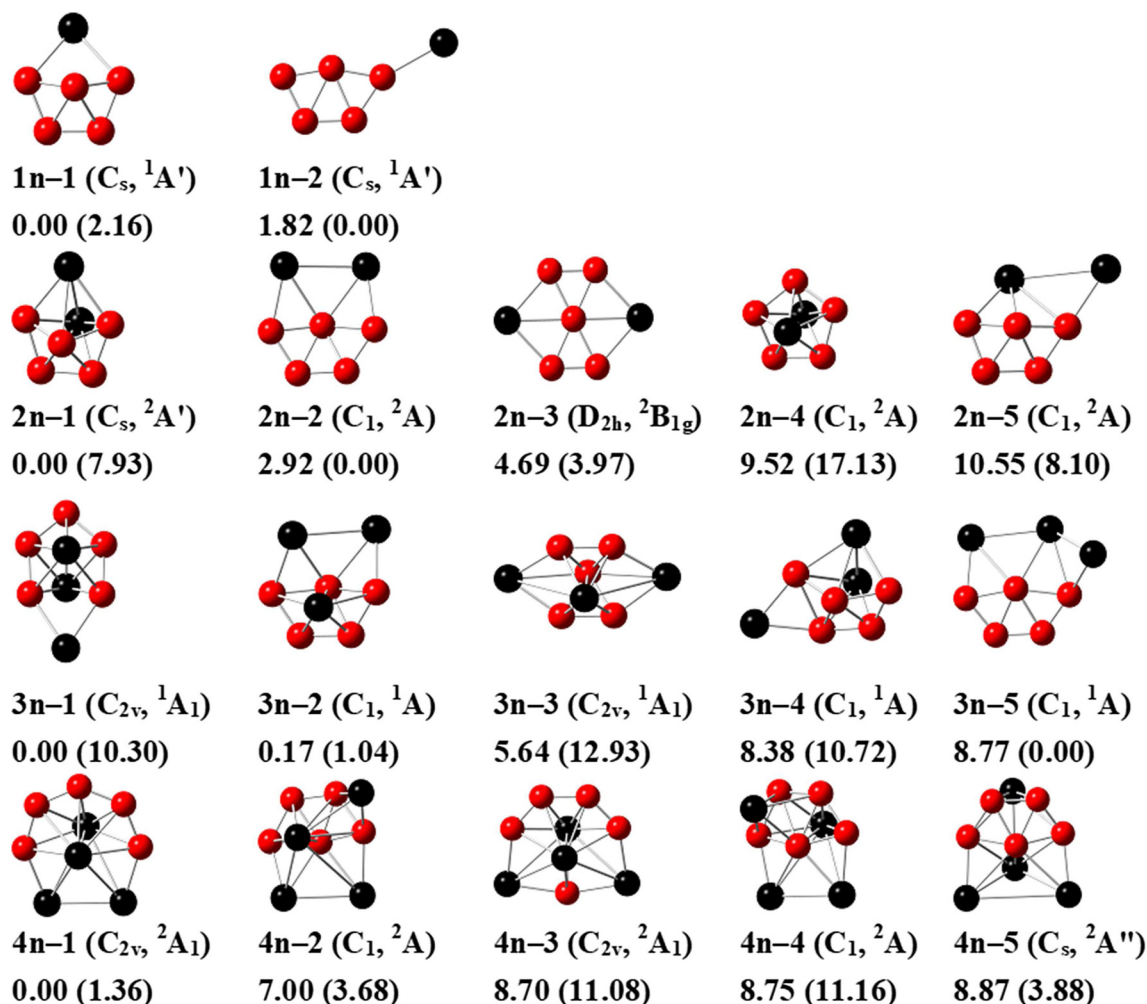 1n–1 (Cₛ, ¹A') 1n–2 (Cₛ, ¹A')
0.00 (2.16) 1.82 (0.00)
2n–1 (Cₛ, ²A') 2n–2 (C₁, ²A) 2n–3 (D₂ₕ, ²B₁g) 2n–4 (C₁, ²A) 2n–5 (C₁, ²A)
0.00 (7.93) 2.92 (0.00) 4.69 (3.97) 9.52 (17.13) 10.55 (8.10)
3n–1 (C₂ᵥ, ¹A₁) 3n–2 (C₁, ¹A) 3n–3 (C₂ᵥ, ¹A₁) 3n–4 (C₁, ¹A) 3n–5 (C₁, ¹A)
0.00 (10.30) 0.17 (1.04) 5.64 (12.93) 8.38 (10.72) 8.77 (0.00)
4n–1 (C₂ᵥ, ²A₁) 4n–2 (C₁, ²A) 4n–3 (C₂ᵥ, ²A₁) 4n–4 (C₁, ²A) 4n–5 (Cₛ, ²A'')
0.00 (1.36) 7.00 (3.68) 8.70 (11.08) 8.75 (11.16) 8.87 (3.88)